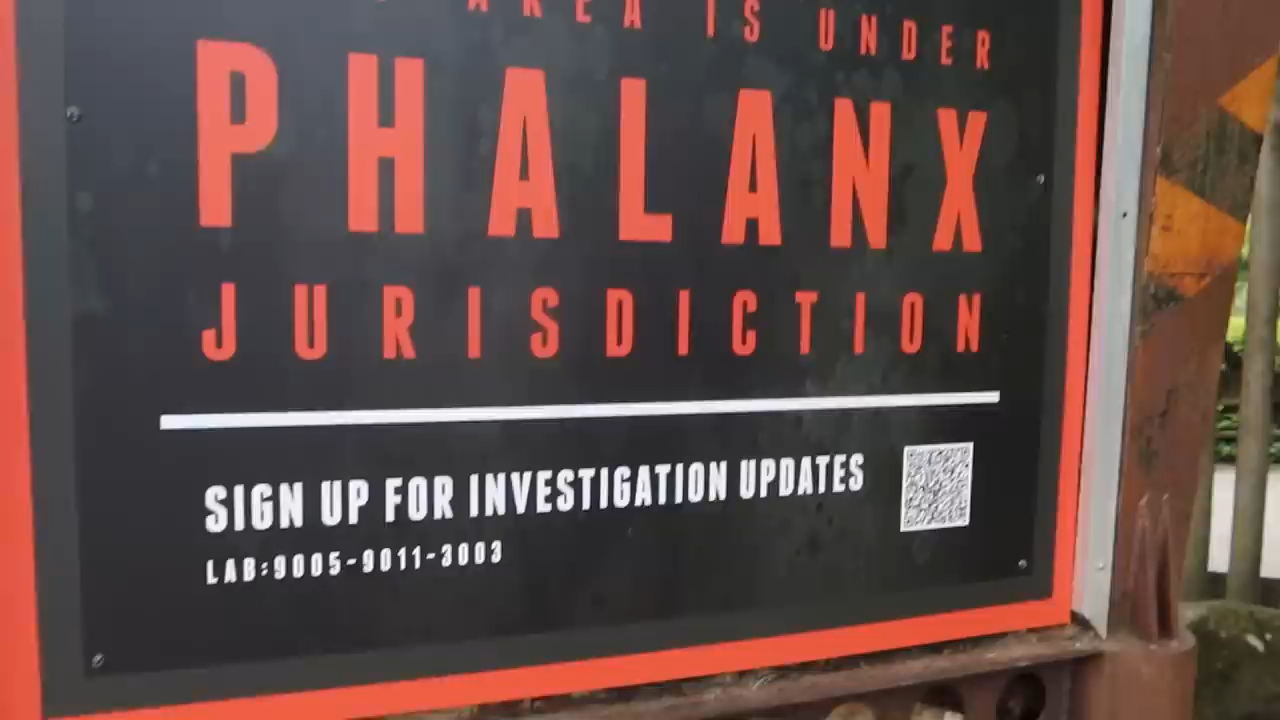 AREA IS UNDER
PHALANX
JURISDICTION
SIGN UP FOR INVESTIGATION UPDATES
LAB:9005-9011-3003